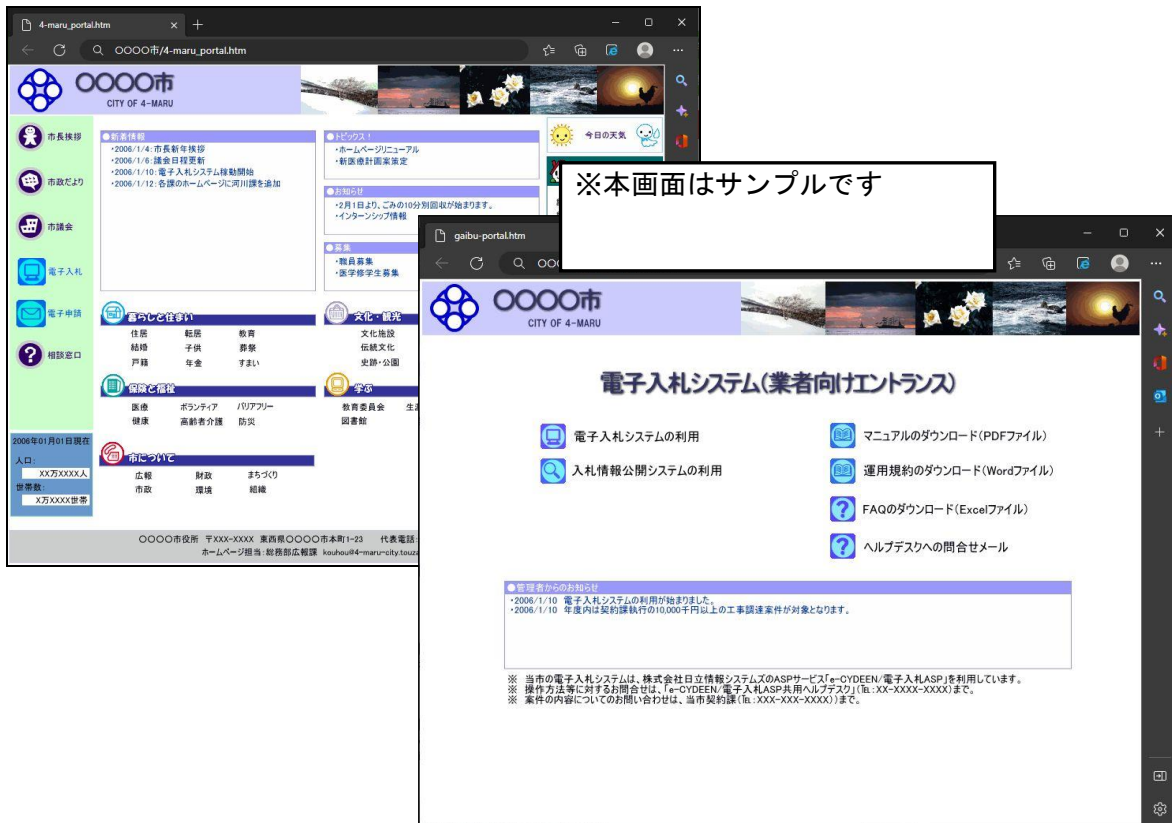 4-maru_portal.htm
OOOO市/4-maru_portal.htm
OOOO市
CITY OF 4-MARU
市長挨拶
市政だより
市議会
電子入札
電子申請
相談窓口
●新着情報
・2006/1/4:市長新年挨拶
・2006/1/6:議会日程更新
・2006/1/10:電子入札システム稼動開始
・2006/1/12:各課のホームページに河川課を追加
●トピックス!
・ホームページリニューアル
・新医療計画案策定
●お知らせ
・2月1日より、ごみの10分別回収が始まります。
・インターンシップ情報
●募集
・職員募集
・医学修学生募集
今日の天気
暮らしと住まい
住居 転居 教育
結婚 子供 葬祭
戸籍 年金 すまい
文化・観光
文化施設
伝統文化
史跡・公園
保険と福祉
医療 ボランティア バリアフリー
健康 高齢者介護 防災
学ぶ
教育委員会
図書館
市について
広報 財政 まちづくり
市政 環境 組織
2006年01月01日現在
人口:
XX万XXXX人
世帯数:
X万XXXX世帯
OOOO市役所 〒XXX-XXXX 東西県OOOO市本町1-23 代表電話:
ホームページ担当:総務部広報課 kouhou@4-maru-city.touza
※本画面はサンプルです
gaibu-portal.htm
OOOO市
CITY OF 4-MARU
電子入札システム(業者向けエントランス)
電子入札システムの利用
入札情報公開システムの利用
マニュアルのダウンロード(PDFファイル)
運用規約のダウンロード(Wordファイル)
FAQのダウンロード(Excelファイル)
ヘルプデスクへの問合せメール
●管理者からのお知らせ
・2006/1/10 電子入札システムの利用が始まりました。
・2006/1/10 年度内は契約課執行の10,000千円以上の工事調達案件が対象となります。
※ 当市の電子入札システムは、株式会社日立情報システムズのASPサービス「e-CYDEEN/電子入札ASP」を利用しています。
※ 操作方法等に対するお問合せは、「e-CYDEEN/電子入札ASP共用ヘルプデスク」(℡:XX-XXXX-XXXX)まで。
※ 案件の内容についてのお問い合わせは、当市契約課(℡:XXX-XXX-XXXX))まで。